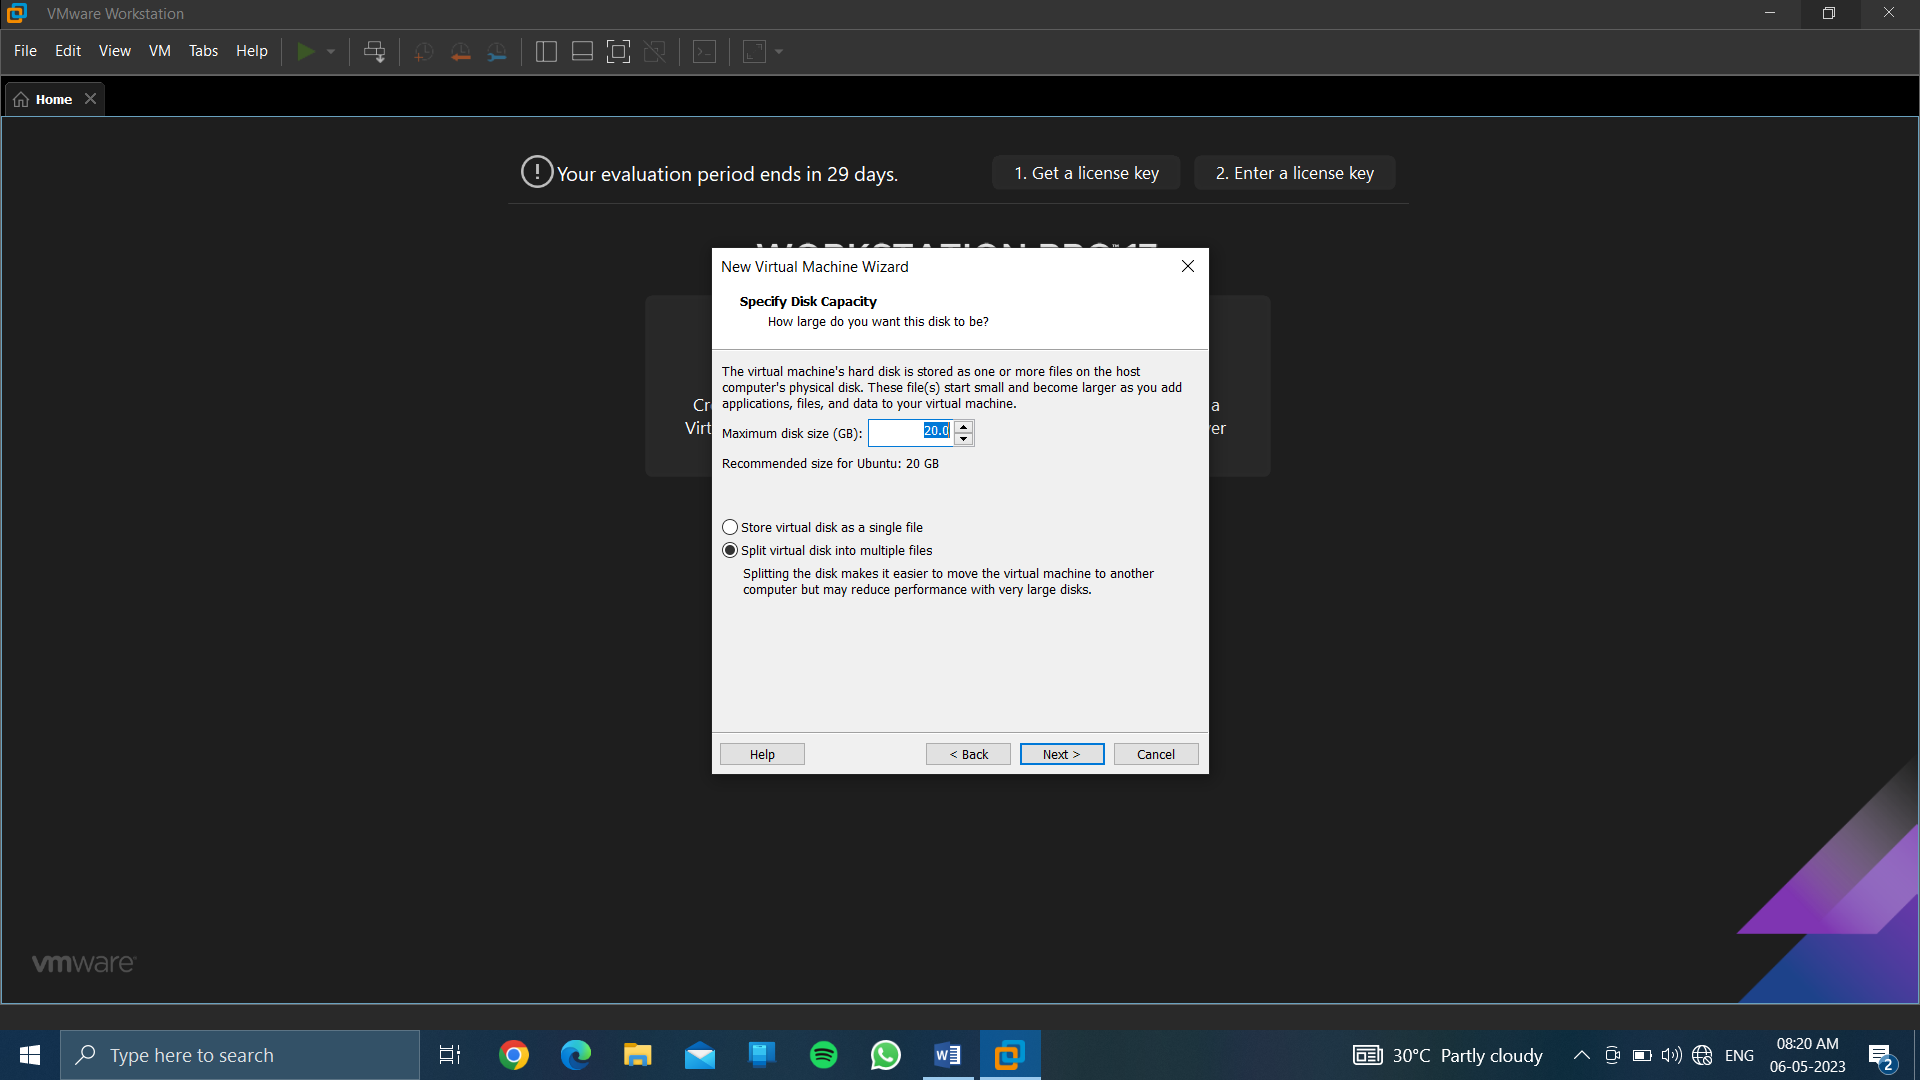 VMware Workstation
File Edit View VM Tabs Help
Home
Your evaluation period ends in 29 days.
1. Get a license key
2. Enter a license key
WORKSTATION PRO™ 17
New Virtual Machine Wizard
Specify Disk Capacity
How large do you want this disk to be?
The virtual machine's hard disk is stored as one or more files on the host
computer's physical disk. These file(s) start small and become larger as you add
applications, files, and data to your virtual machine.
Maximum disk size (GB): 20.0
Recommended size for Ubuntu: 20 GB
Store virtual disk as a single file
Split virtual disk into multiple files
Splitting the disk makes it easier to move the virtual machine to another
computer but may reduce performance with very large disks.
Help < Back Next > Cancel
vmware
Type here to search
30°C Partly cloudy
ENG
08:20 AM
06-05-2023
2